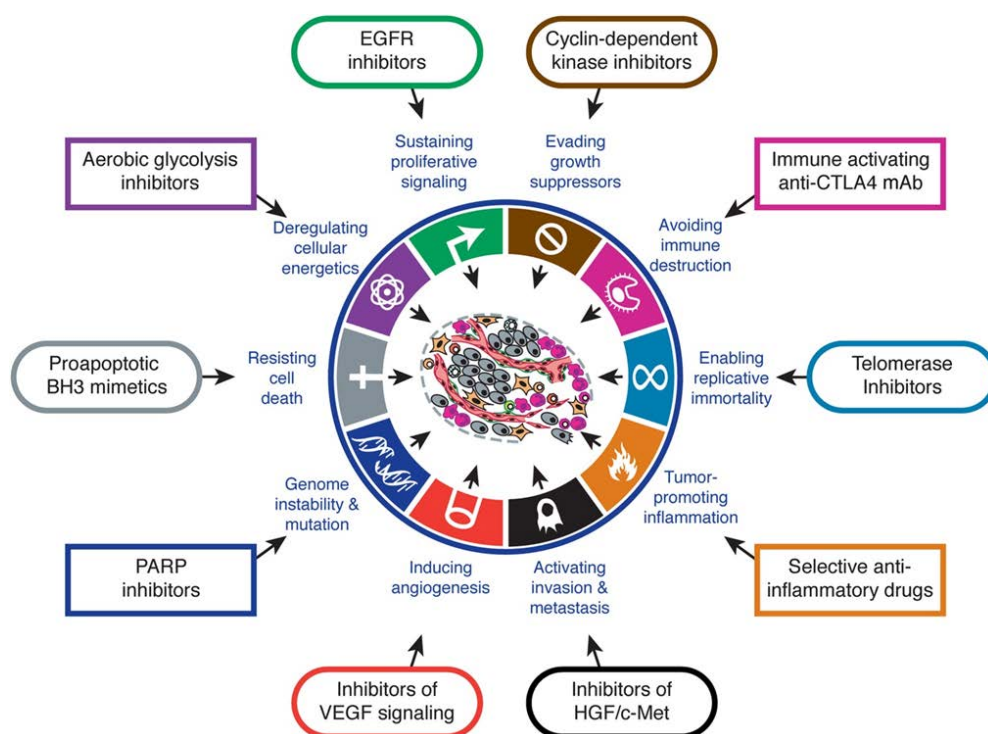 EGFR
inhibitors
Cyclin-dependent
kinase inhibitors
Sustaining
proliferative
signaling
Evading
growth
suppressors
Aerobic glycolysis
inhibitors
Immune activating
anti-CTLA4 mAb
Deregulating
cellular
energetics
Avoiding
immune
destruction
Proapoptotic
BH3 mimetics
Resisting
cell
death
Enabling
replicative
immortality
Telomerase
Inhibitors
Genome
instability &
mutation
Tumor-
promoting
inflammation
PARP
inhibitors
Inducing
angiogenesis
Activating
invasion &
metastasis
Selective anti-
inflammatory drugs
Inhibitors of
VEGF signaling
Inhibitors of
HGF/c-Met